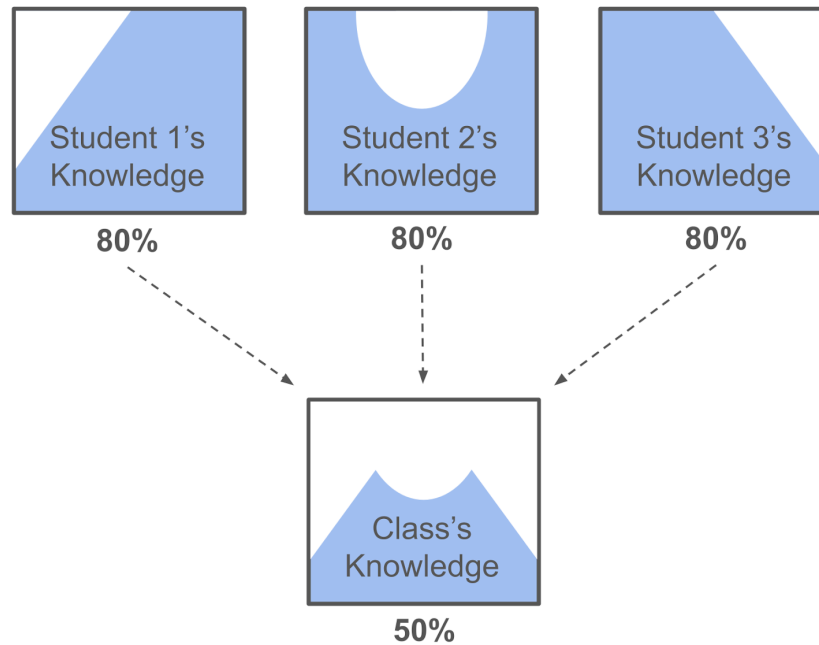 Student 1’s
Knowledge
Student 2’s
Knowledge
Student 3’s
Knowledge
80%
80%
80%
Class’s
Knowledge
50%